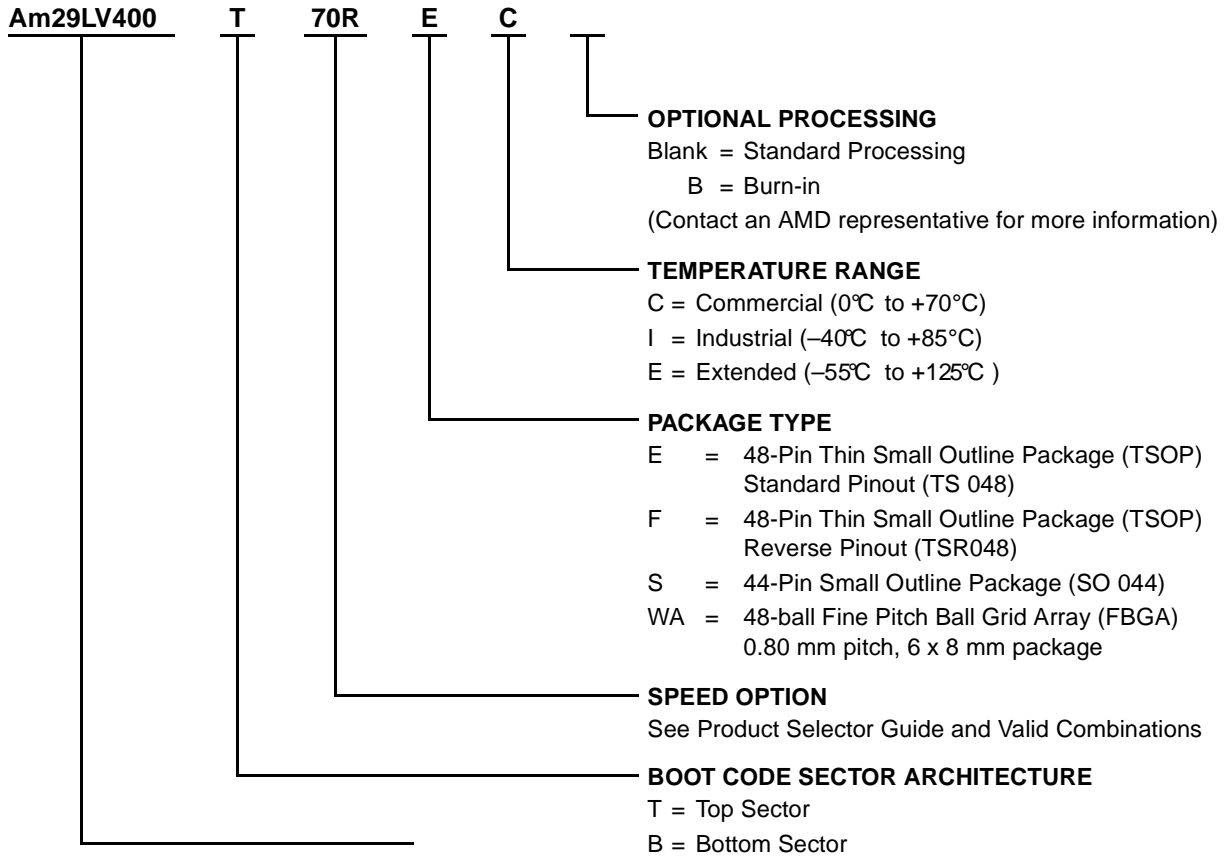 Am29LV400 T 70R E C
OPTIONAL PROCESSING
Blank = Standard Processing
B = Burn-in
(Contact an AMD representative for more information)
TEMPERATURE RANGE
C = Commercial (0°C to +70°C)
I = Industrial (–40°C to +85°C)
E = Extended (–55°C to +125°C )
PACKAGE TYPE
E = 48-Pin Thin Small Outline Package (TSOP)
Standard Pinout (TS 048)
F = 48-Pin Thin Small Outline Package (TSOP)
Reverse Pinout (TSR048)
S = 44-Pin Small Outline Package (SO 044)
WA = 48-ball Fine Pitch Ball Grid Array (FBGA)
0.80 mm pitch, 6 x 8 mm package
SPEED OPTION
See Product Selector Guide and Valid Combinations
BOOT CODE SECTOR ARCHITECTURE
T = Top Sector
B = Bottom Sector